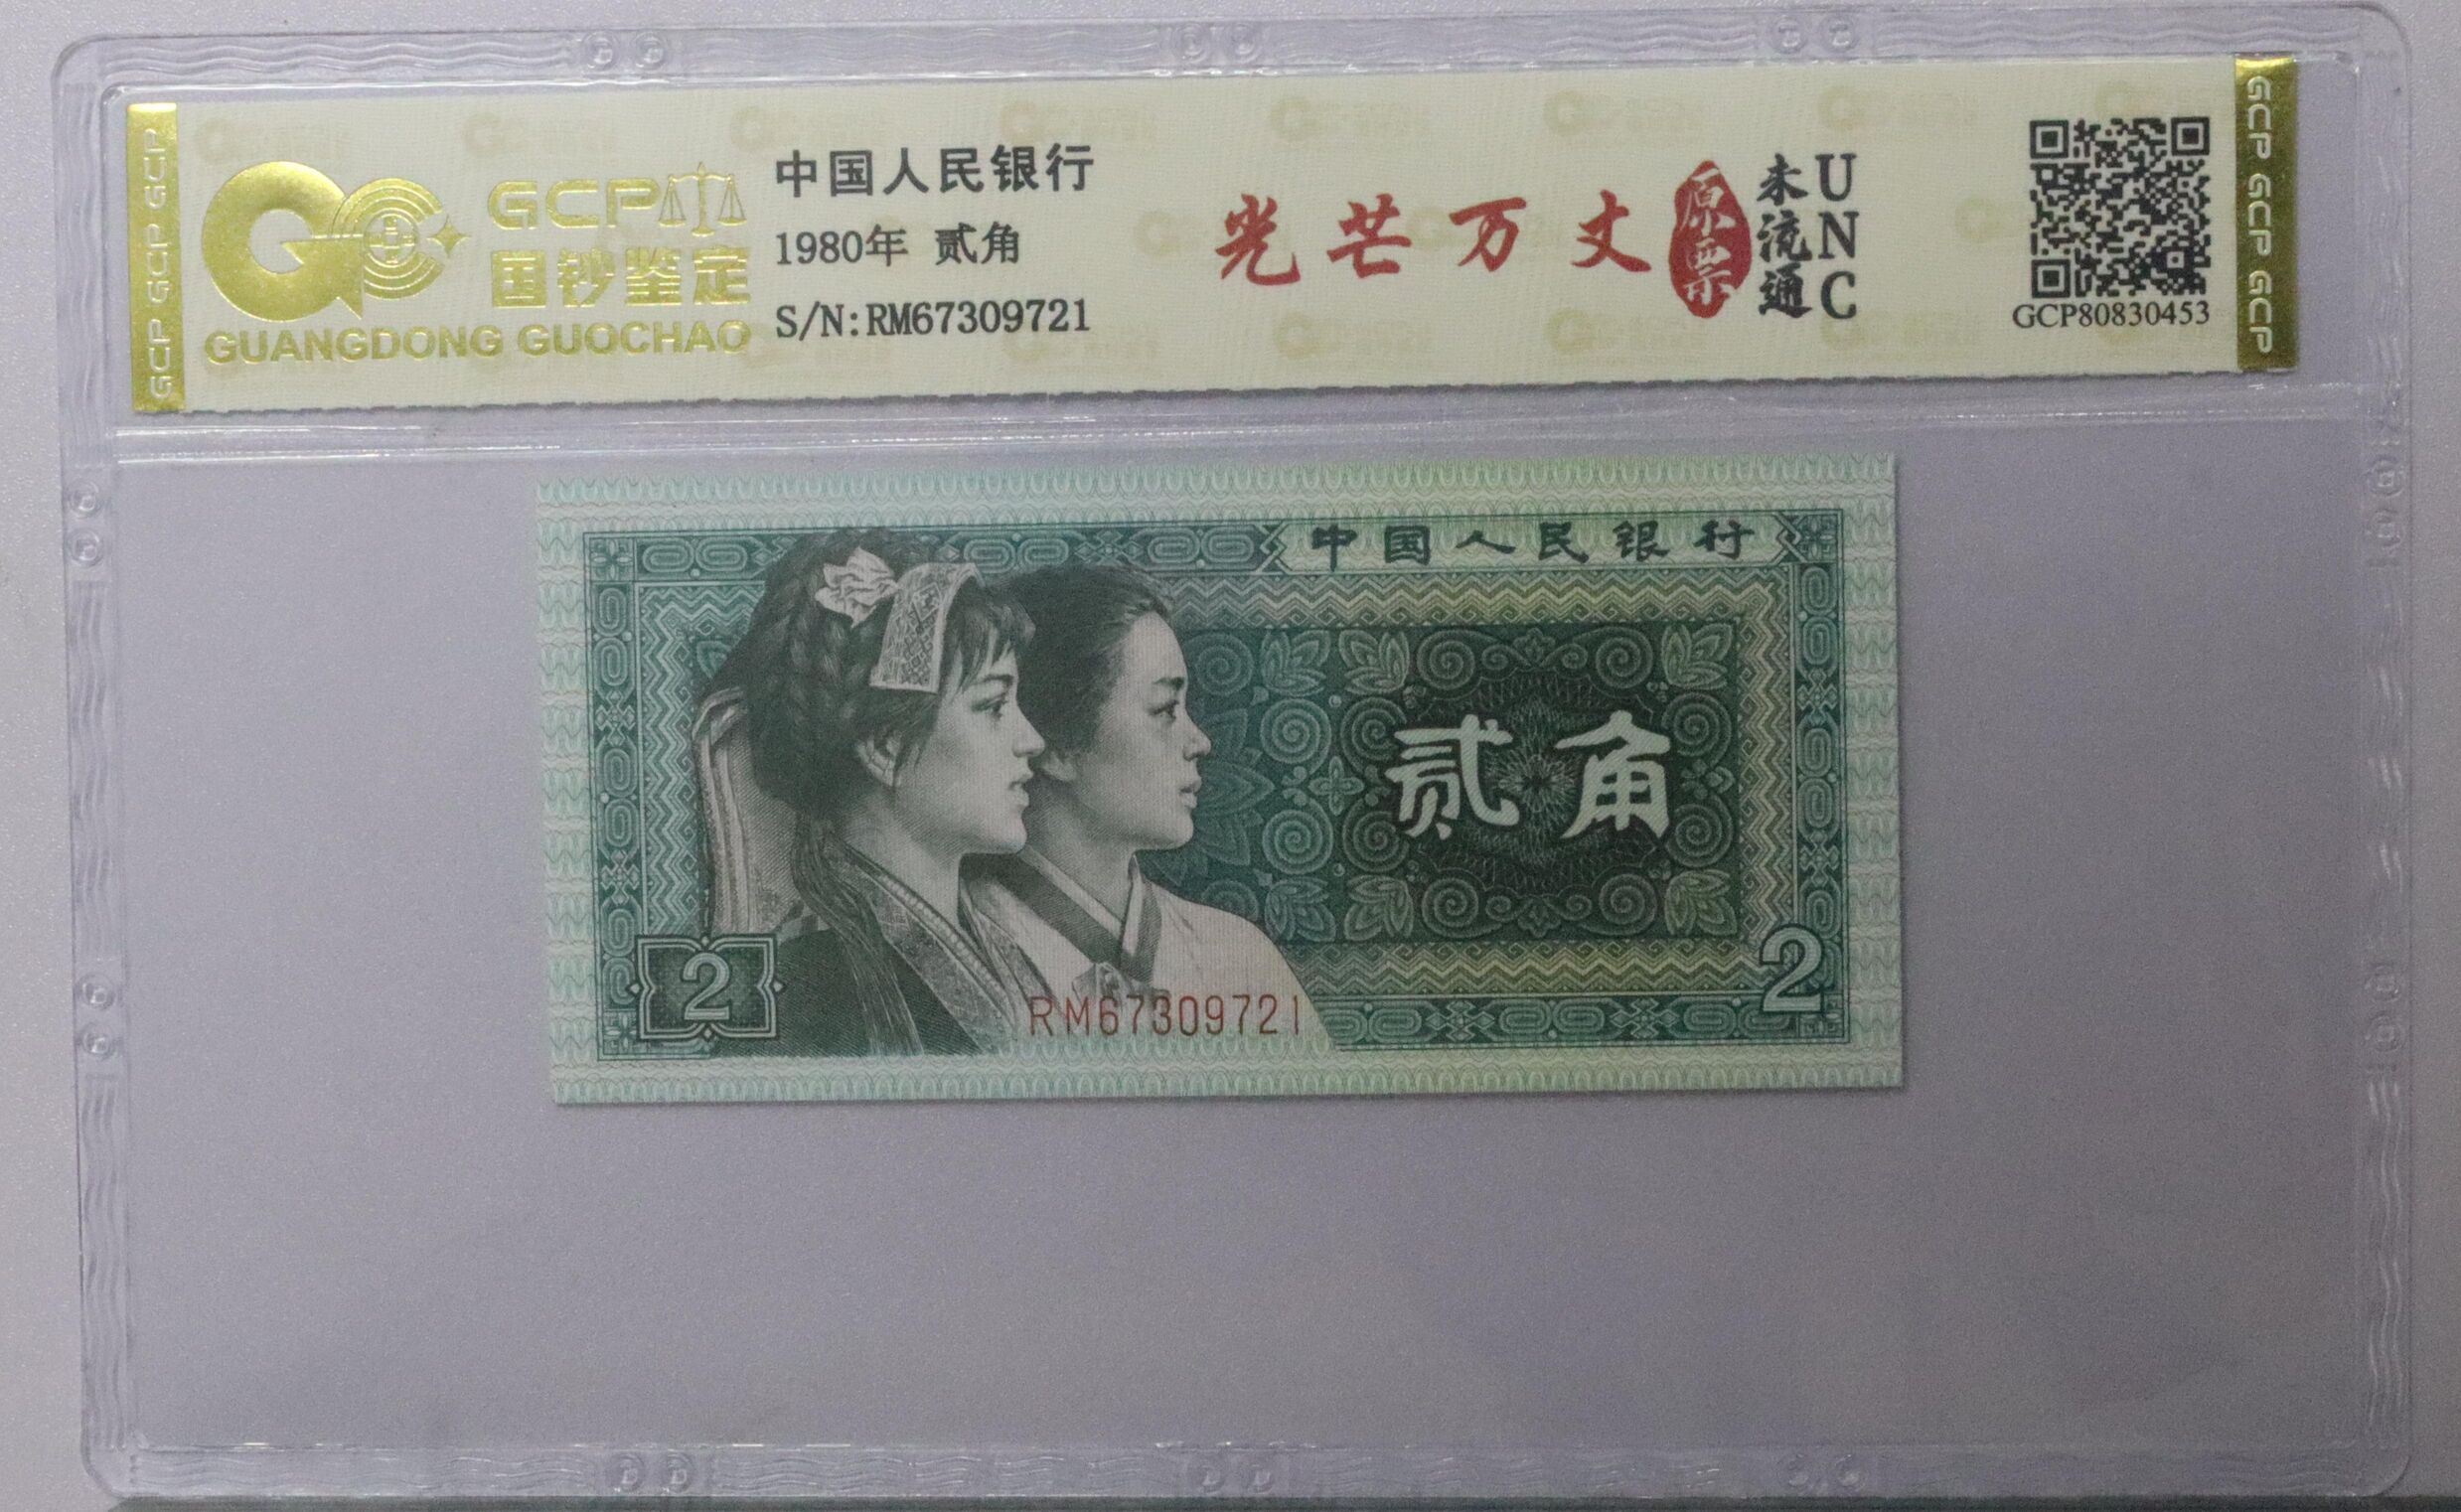 GCP
国钞鉴定
GUANGDONG GUOCHAO
中国人民银行
1980年 贰角
S/N:RM67309721
光芒万丈
原票
未流通
UNC
GCP80830453
GCP GCP GCP
GCP GCP GCP
中国人民银行
贰角
2
2
RM67309721